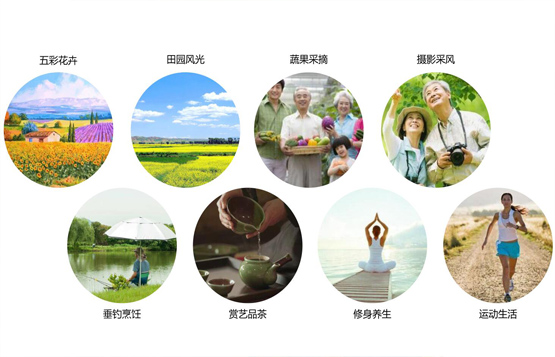 五彩花卉
田园风光
蔬果采摘
摄影采风
垂钓烹饪
赏艺品茶
修身养生
运动生活